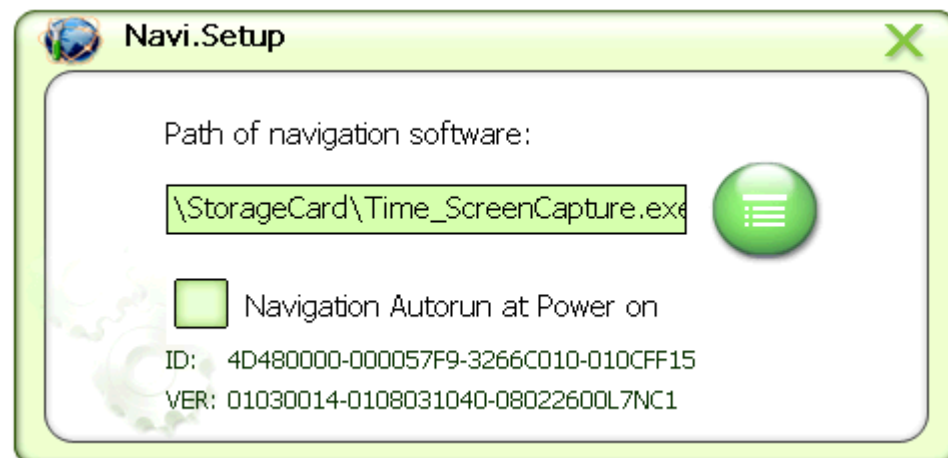 Navi.Setup
Path of navigation software:
\StorageCard\Time_ScreenCapture.exe
Navigation Autorun at Power on
ID: 4D480000-000057F9-3266C010-010CFF15
VER: 01030014-0108031040-08022600L7NC1